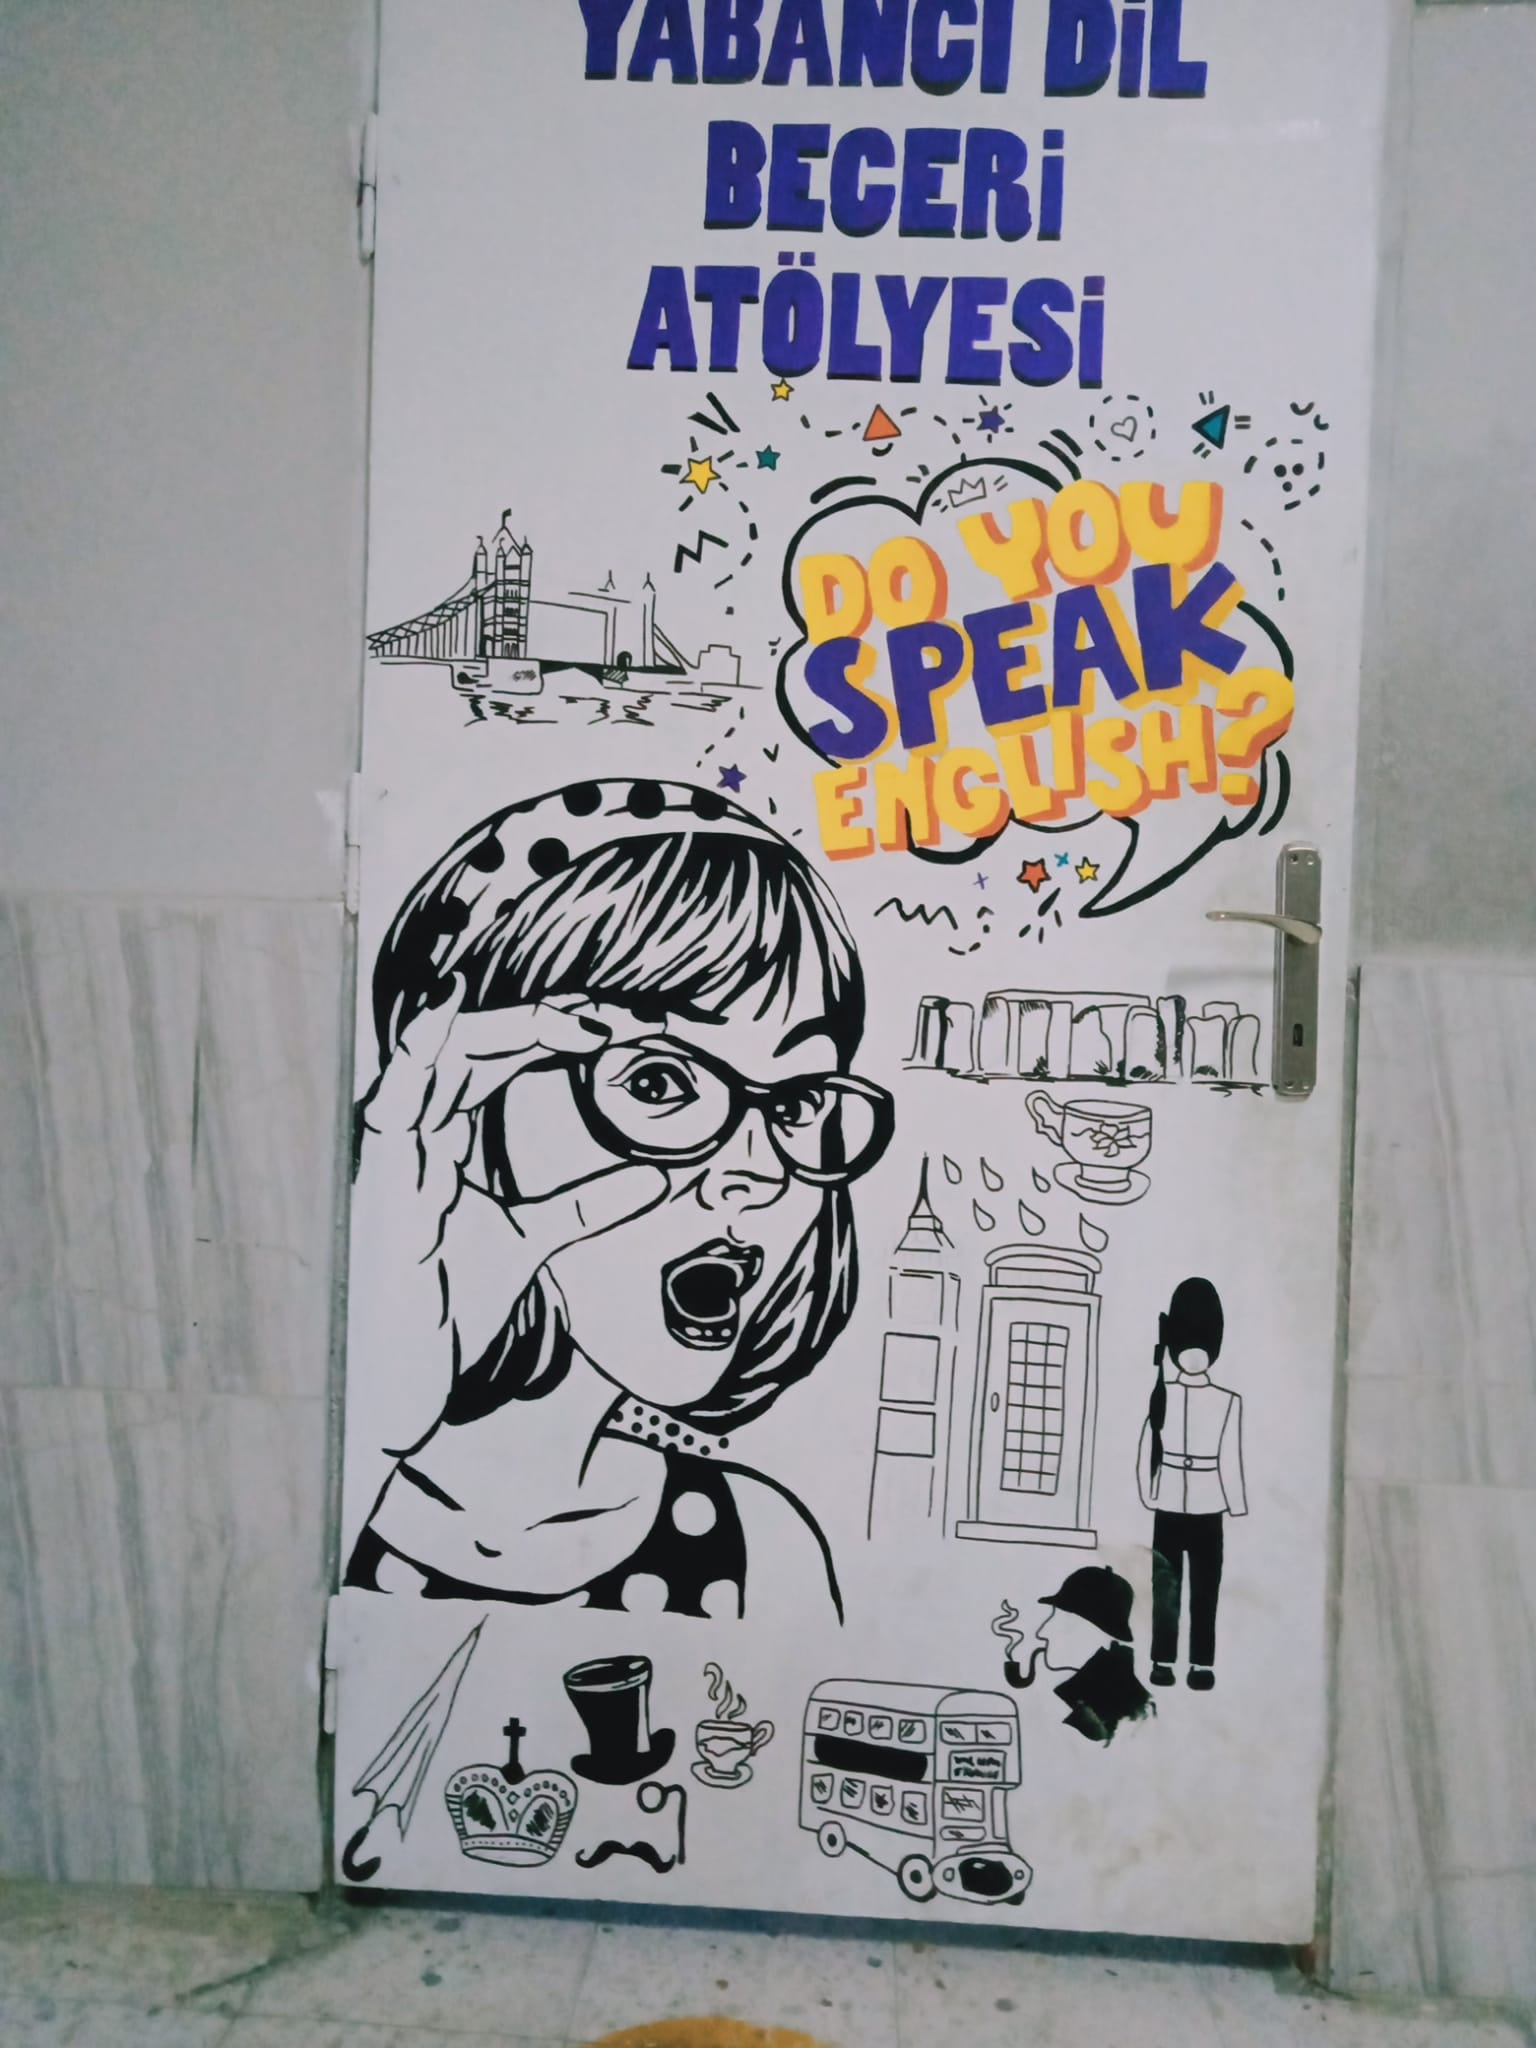 YABANCI DİL
BECERİ
ATÖLYESİ
DO YOU
SPEAK
ENGLISH?